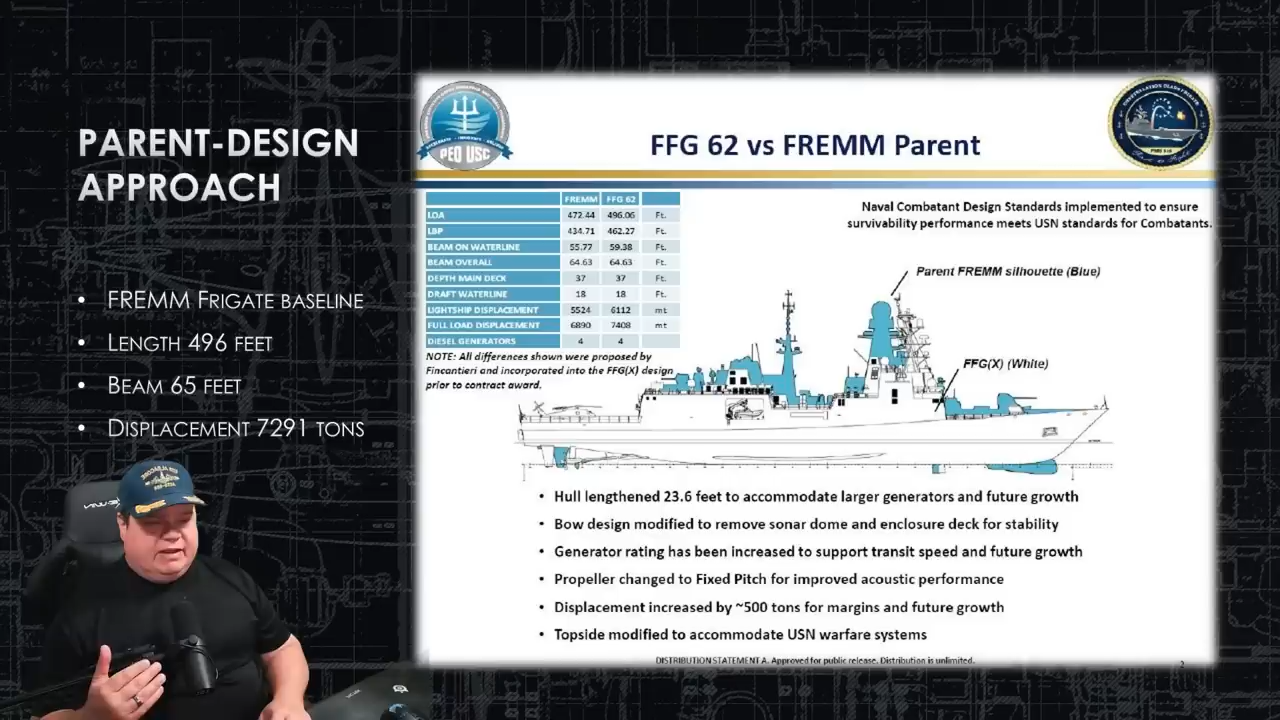 PARENT-DESIGN
APPROACH
• FREMM FRIGATE BASELINE
• LENGTH 496 FEET
• BEAM 65 FEET
• DISPLACEMENT 7291 TONS
PEO USC
FFG 62 vs FREMM Parent
FREMM FFG 62
LOA 472.44 496.06 Ft.
LBP 434.71 462.27 Ft.
BEAM ON WATERLINE 55.77 59.38 Ft.
BEAM OVERALL 64.63 64.63 Ft.
DEPTH MAIN DECK 37 37 Ft.
DRAFT WATERLINE 18 18 Ft.
LIGHTSHIP DISPLACEMENT 5524 6112 mt
FULL LOAD DISPLACEMENT 6890 7408 mt
DIESEL GENERATORS 4 4
NOTE: All differences shown were proposed by
Fincantieri and incorporated into the FFG(X) design
prior to contract award.
Naval Combatant Design Standards implemented to ensure
survivability performance meets USN standards for Combatants.
Parent FREMM silhouette (Blue)
FFG(X) (White)
• Hull lengthened 23.6 feet to accommodate larger generators and future growth
• Bow design modified to remove sonar dome and enclosure deck for stability
• Generator rating has been increased to support transit speed and future growth
• Propeller changed to Fixed Pitch for improved acoustic performance
• Displacement increased by ~500 tons for margins and future growth
• Topside modified to accommodate USN warfare systems
DISTRIBUTION STATEMENT A. Approved for public release. Distribution is unlimited.